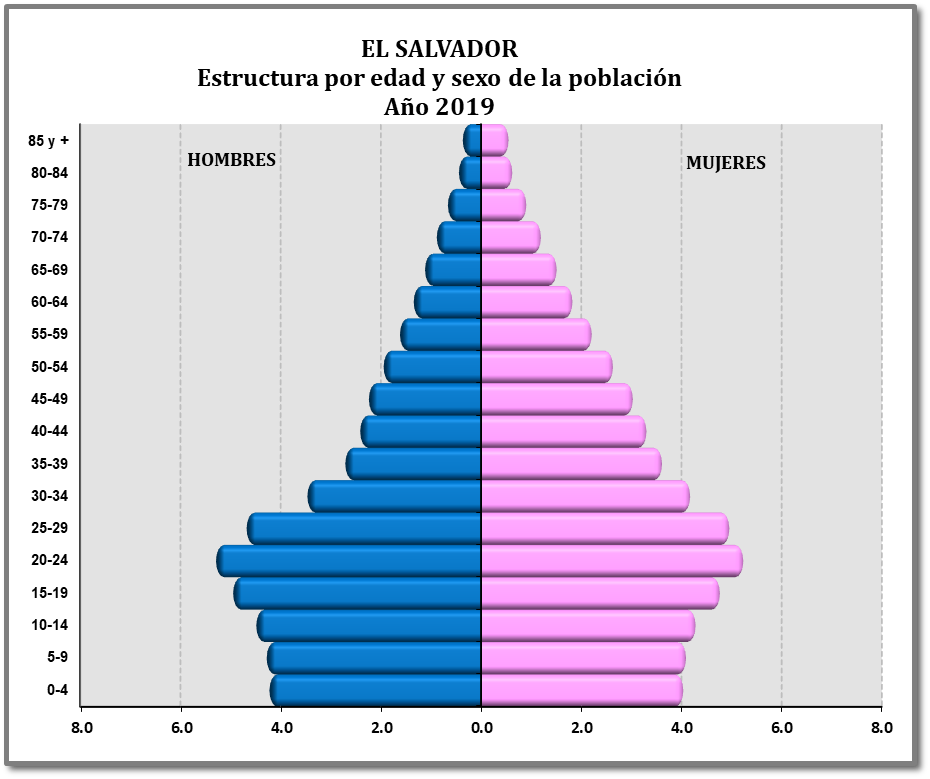 EL SALVADOR
Estructura por edad y sexo de la población
Año 2019
HOMBRES
MUJERES
85 y +
80-84
75-79
70-74
65-69
60-64
55-59
50-54
45-49
40-44
35-39
30-34
25-29
20-24
15-19
10-14
5-9
0-4
8.0 6.0 4.0 2.0 0.0 2.0 4.0 6.0 8.0